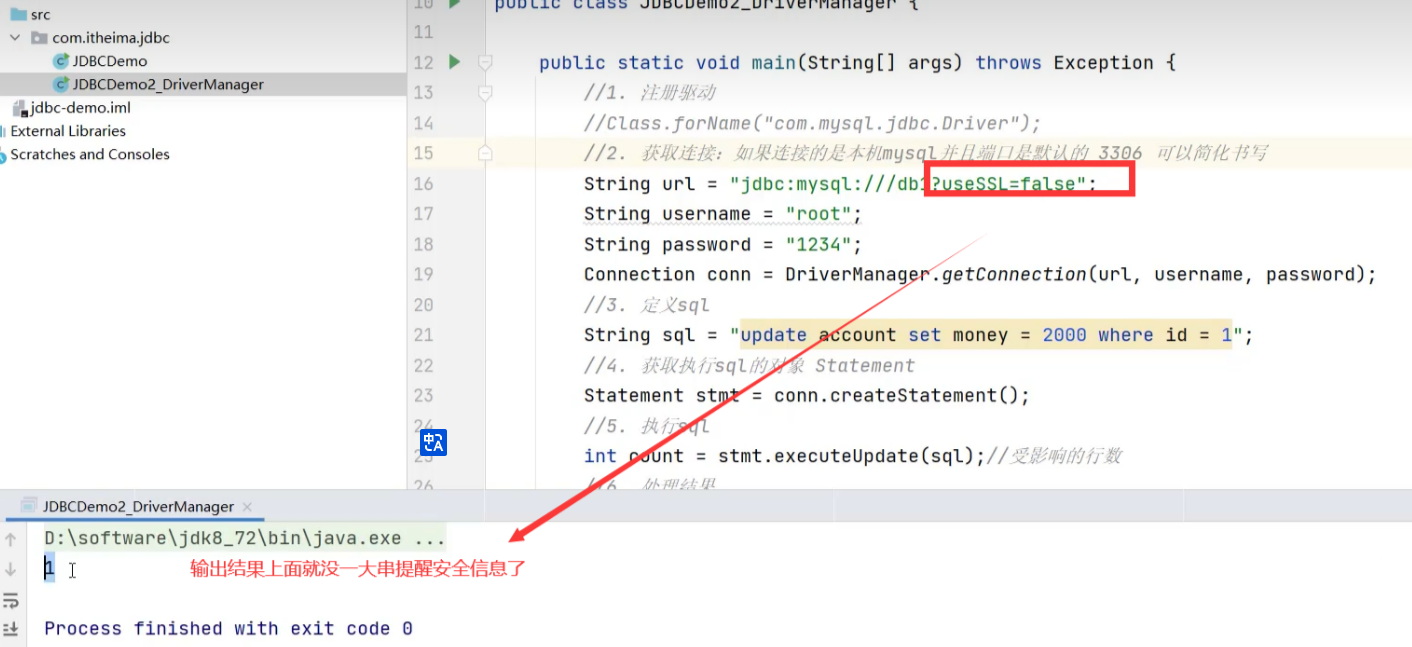 src
com.itheima.jdbc
JDBCDemo
JDBCDemo2_DriverManager
jdbc-demo.iml
External Libraries
Scratches and Consoles
10 public class JDBCDemo2_DriverManager {
11
12 public static void main(String[] args) throws Exception {
13 //1. 注册驱动
14 //Class.forName("com.mysql.jdbc.Driver");
15 //2. 获取连接：如果连接的是本机mysql并且端口是默认的 3306 可以简化书写
16 String url = "jdbc:mysql:///db1?useSSL=false";
17 String username = "root";
18 String password = "1234";
19 Connection conn = DriverManager.getConnection(url, username, password);
20 //3. 定义sql
21 String sql = "update account set money = 2000 where id = 1";
22 //4. 获取执行sql的对象 Statement
23 Statement stmt = conn.createStatement();
24 //5. 执行sql
25 int count = stmt.executeUpdate(sql);//受影响的行数
26 //6. 处理结果
中A
JDBCDemo2_DriverManager
D:\software\jdk8_72\bin\java.exe ...
1
输出结果上面就没一大串提醒安全信息了
Process finished with exit code 0